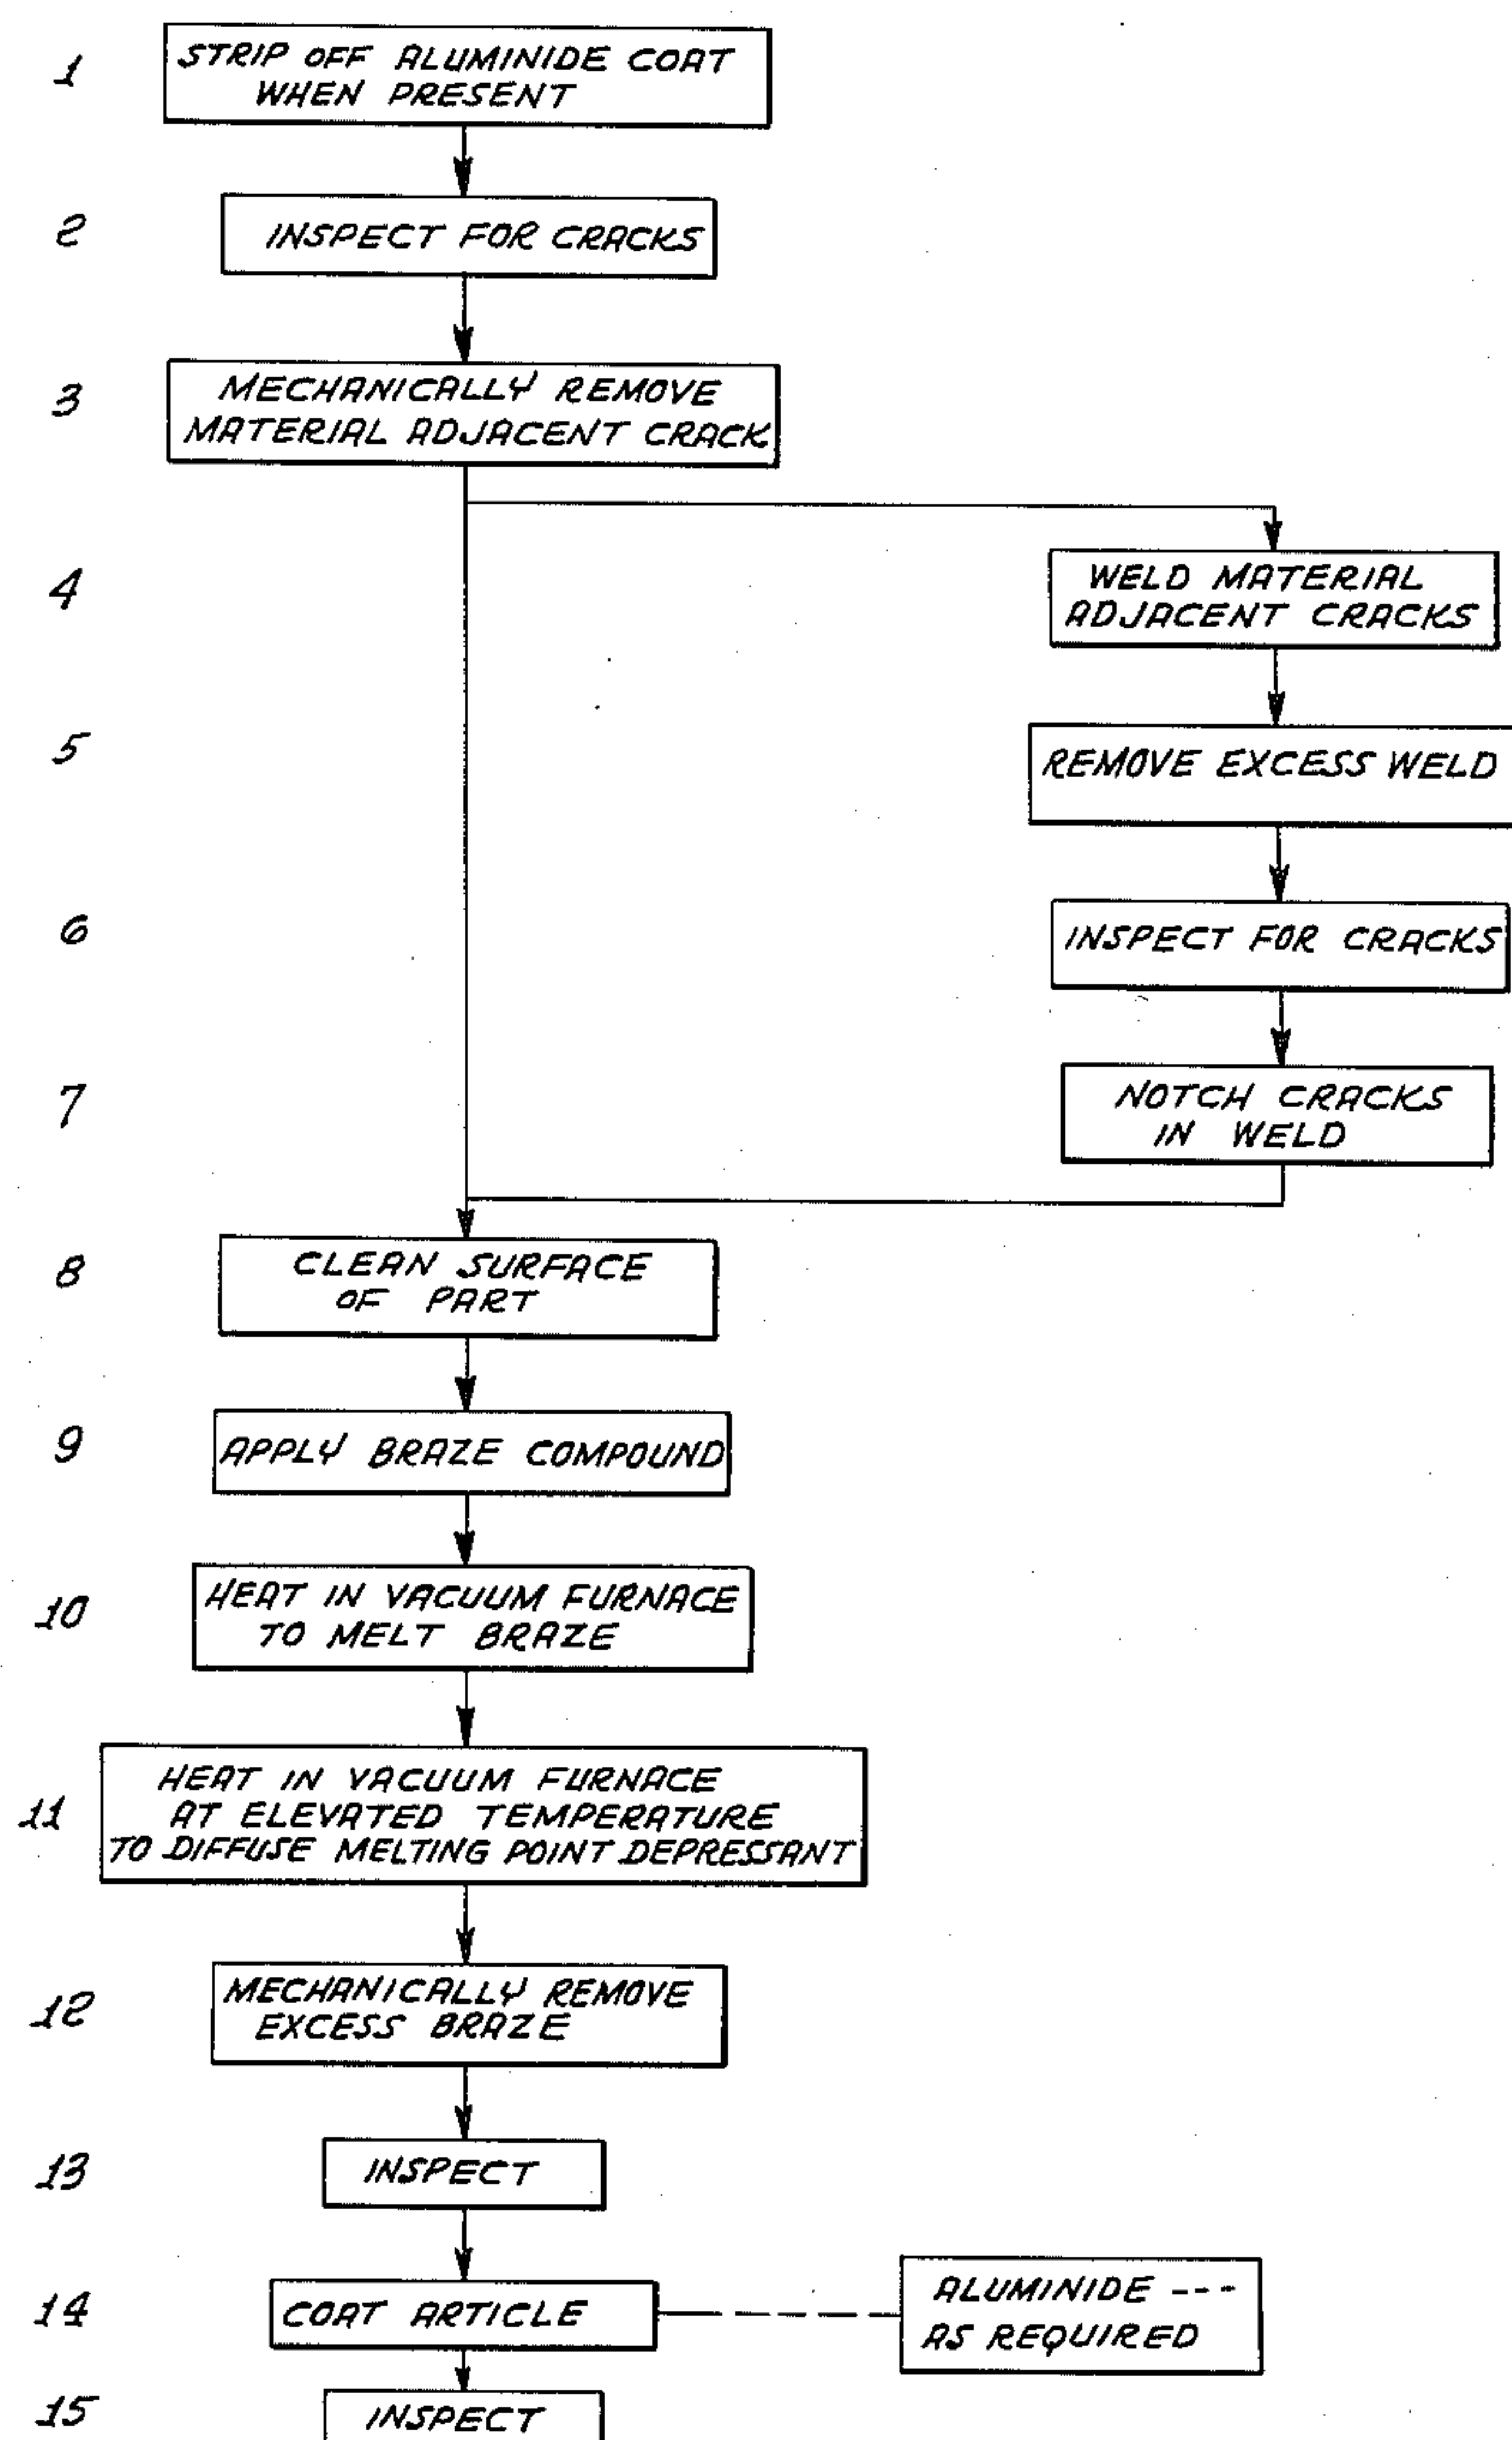 1
STRIP OFF ALUMINIDE COAT
WHEN PRESENT
2
INSPECT FOR CRACKS
3
MECHANICALLY REMOVE
MATERIAL ADJACENT CRACK
4
WELD MATERIAL
ADJACENT CRACKS
5
REMOVE EXCESS WELD
6
INSPECT FOR CRACKS
7
NOTCH CRACKS
IN WELD
8
CLEAN SURFACE
OF PART
9
APPLY BRAZE COMPOUND
10
HEAT IN VACUUM FURNACE
TO MELT BRAZE
11
HEAT IN VACUUM FURNACE
AT ELEVATED TEMPERATURE
TO DIFFUSE MELTING POINT DEPRESSANT
12
MECHANICALLY REMOVE
EXCESS BRAZE
13
INSPECT
14
COAT ARTICLE
ALUMINIDE ---
AS REQUIRED
15
INSPECT